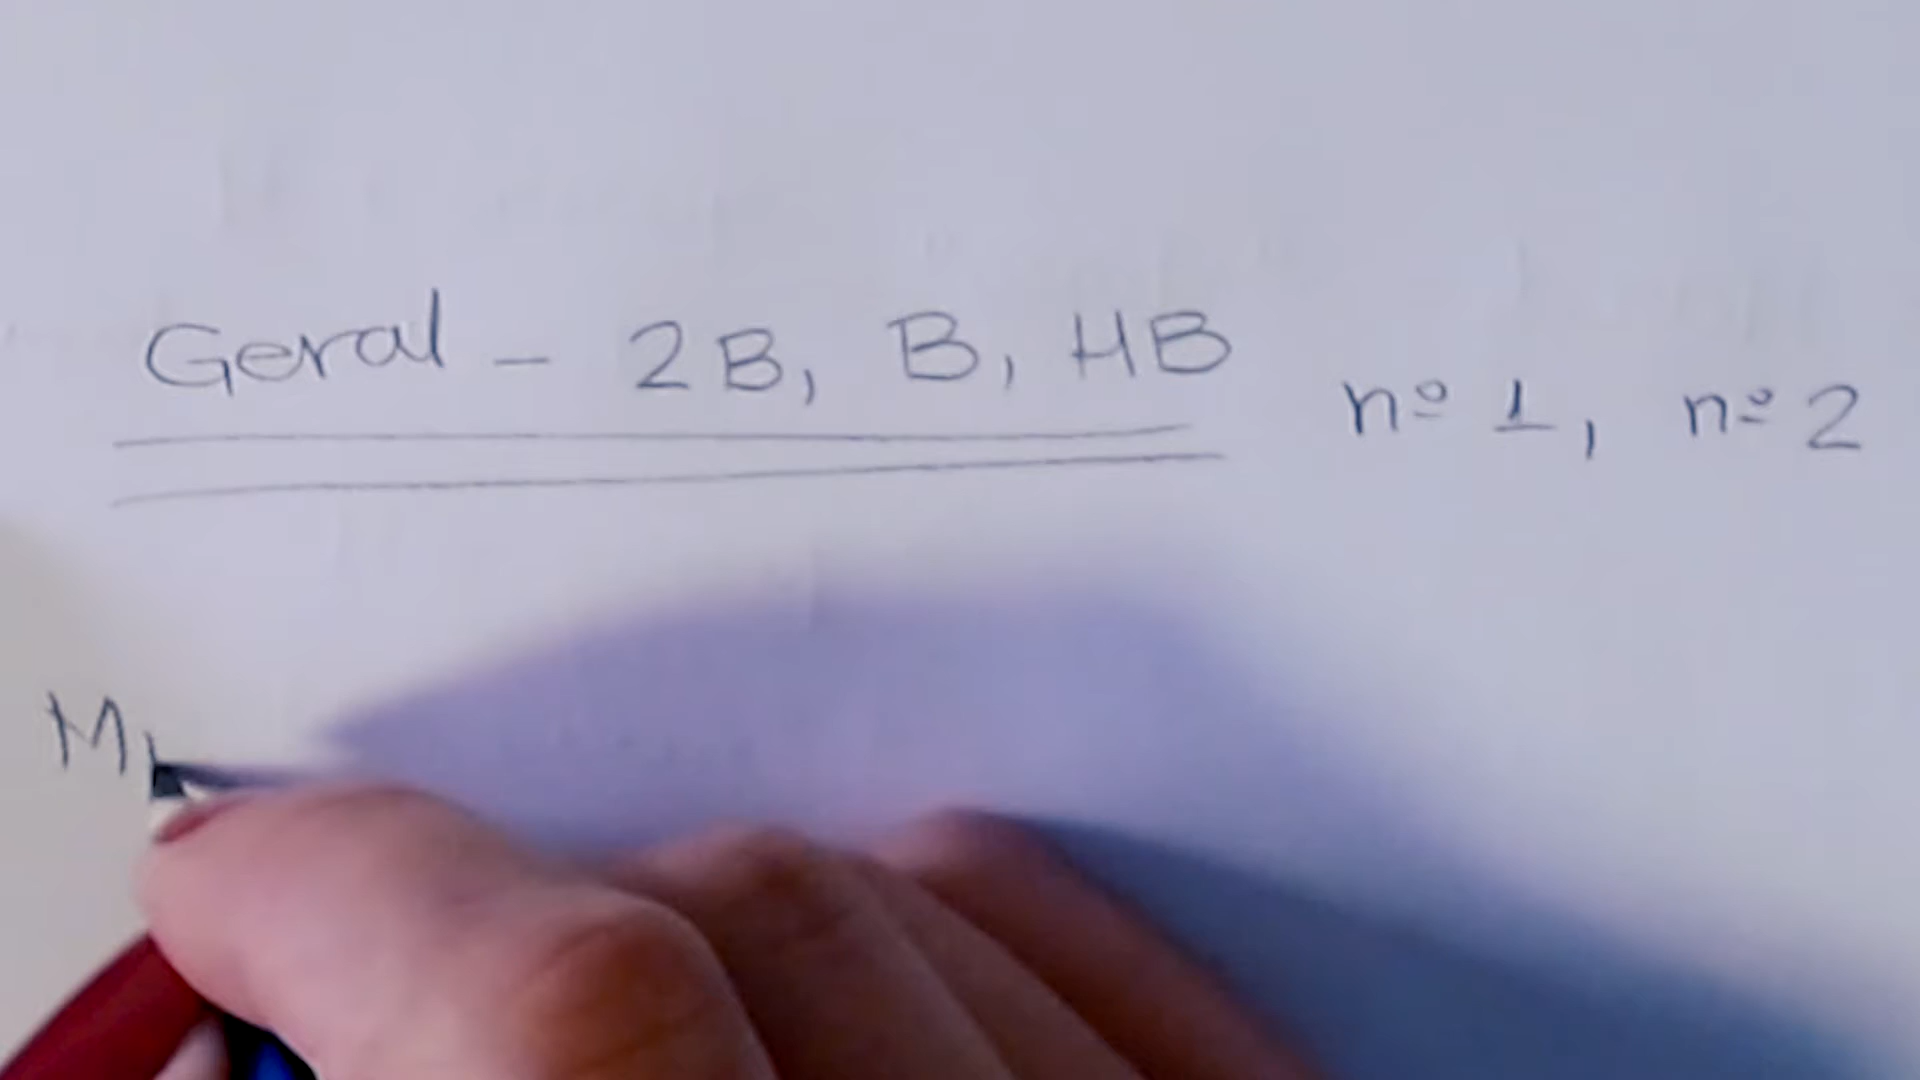 Geral - 2B, B, HB nº 1, nº 2
M